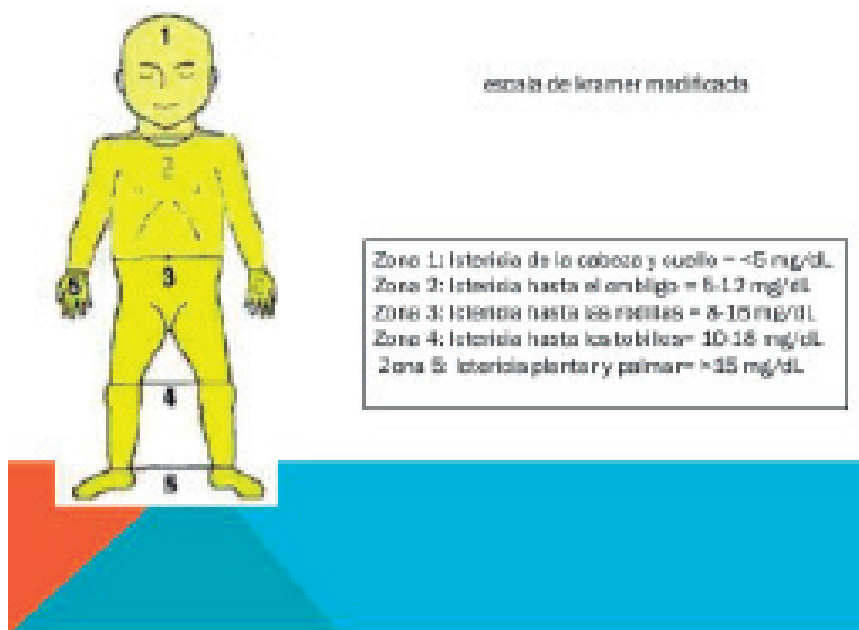 1
escala de kramer modificada
2
Zona 1: Ictericia de la cabeza y cuello = <5 mg/dL
Zona 2: Ictericia hasta el ombligo = 5-12 mg/dL
3
5
Zona 3: Ictericia hasta las rodillas = 8-16 mg/dL
Zona 4: Ictericia hasta los tobillos= 10-18 mg/dL
Zona 5: Ictericia plantar y palmar= >15 mg/dL
4
5